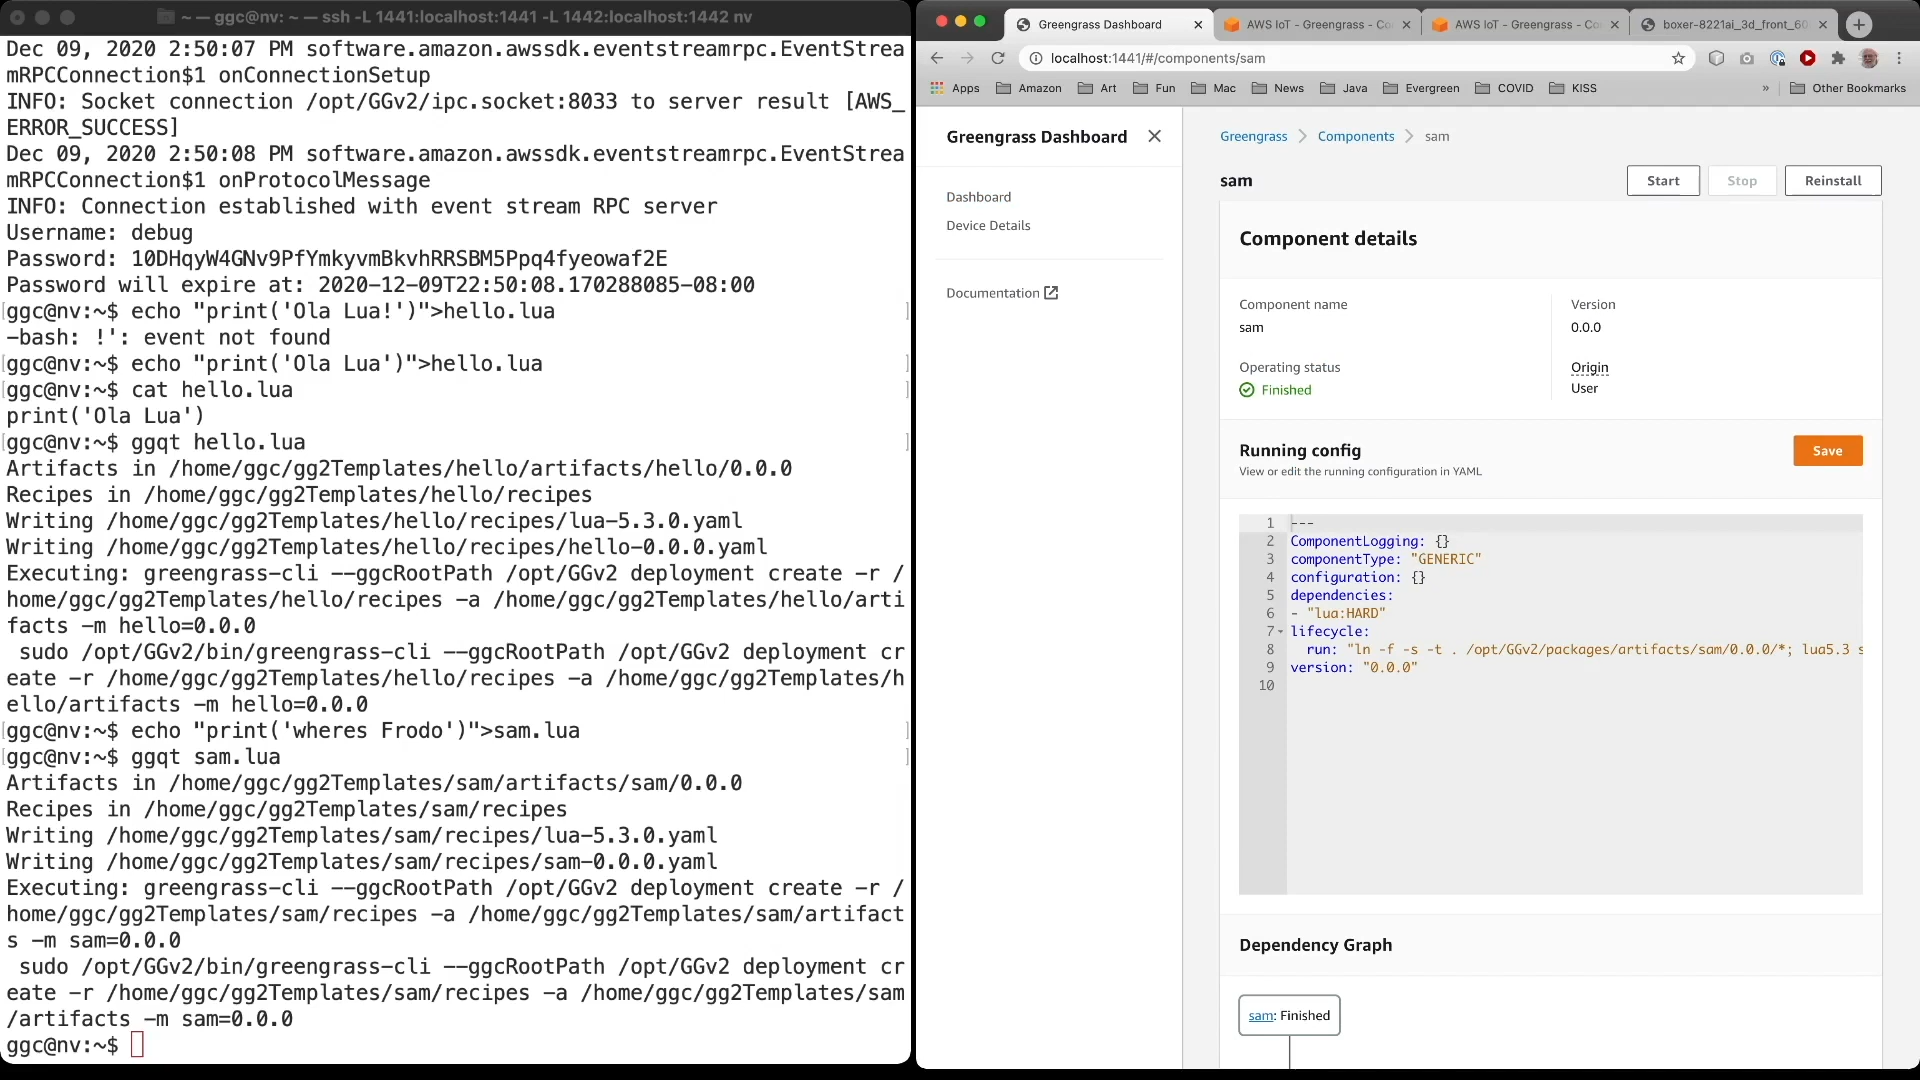 ~ — ggc@nv: ~ — ssh -L 1441:localhost:1441 -L 1442:localhost:1442 nv
Dec 09, 2020 2:50:07 PM software.amazon.awssdk.eventstreamrpc.EventStrea
mRPCConnection$1 onConnectionSetup
INFO: Socket connection /opt/GGv2/ipc.socket:8033 to server result [AWS_
ERROR_SUCCESS]
Dec 09, 2020 2:50:08 PM software.amazon.awssdk.eventstreamrpc.EventStrea
mRPCConnection$1 onProtocolMessage
INFO: Connection established with event stream RPC server
Username: debug
Password: 10DHqyW4GNv9PfYmkyvmBkvhRRSBM5Ppq4fyeowaf2E
Password will expire at: 2020-12-09T22:50:08.170288085-08:00
[ggc@nv:~$ echo "print('Ola Lua!')">hello.lua ]
-bash: !': event not found
[ggc@nv:~$ echo "print('Ola Lua')">hello.lua ]
[ggc@nv:~$ cat hello.lua ]
print('Ola Lua')
[ggc@nv:~$ ggqt hello.lua ]
Artifacts in /home/ggc/gg2Templates/hello/artifacts/hello/0.0.0
Recipes in /home/ggc/gg2Templates/hello/recipes
Writing /home/ggc/gg2Templates/hello/recipes/lua-5.3.0.yaml
Writing /home/ggc/gg2Templates/hello/recipes/hello-0.0.0.yaml
Executing: greengrass-cli --ggcRootPath /opt/GGv2 deployment create -r /
home/ggc/gg2Templates/hello/recipes -a /home/ggc/gg2Templates/hello/arti
facts -m hello=0.0.0
sudo /opt/GGv2/bin/greengrass-cli --ggcRootPath /opt/GGv2 deployment cr
eate -r /home/ggc/gg2Templates/hello/recipes -a /home/ggc/gg2Templates/h
ello/artifacts -m hello=0.0.0
[ggc@nv:~$ echo "print('wheres Frodo')">sam.lua ]
[ggc@nv:~$ ggqt sam.lua ]
Artifacts in /home/ggc/gg2Templates/sam/artifacts/sam/0.0.0
Recipes in /home/ggc/gg2Templates/sam/recipes
Writing /home/ggc/gg2Templates/sam/recipes/lua-5.3.0.yaml
Writing /home/ggc/gg2Templates/sam/recipes/sam-0.0.0.yaml
Executing: greengrass-cli --ggcRootPath /opt/GGv2 deployment create -r /
home/ggc/gg2Templates/sam/recipes -a /home/ggc/gg2Templates/sam/artifact
s -m sam=0.0.0
sudo /opt/GGv2/bin/greengrass-cli --ggcRootPath /opt/GGv2 deployment cr
eate -r /home/ggc/gg2Templates/sam/recipes -a /home/ggc/gg2Templates/sam
/artifacts -m sam=0.0.0
ggc@nv:~$
Greengrass Dashboard
AWS IoT - Greengrass - Co
AWS IoT - Greengrass - Co
boxer-8221ai_3d_front_60
localhost:1441/#/components/sam
Apps Amazon Art Fun Mac News Java Evergreen COVID KISS » Other Bookmarks
Greengrass Dashboard
Dashboard
Device Details
Documentation
Greengrass > Components > sam
sam
Start Stop Reinstall
Component details
Component name
sam
Version
0.0.0
Operating status
Finished
Origin
User
Running config
View or edit the running configuration in YAML
Save
1 ---
2 ComponentLogging: {}
3 componentType: "GENERIC"
4 configuration: {}
5 dependencies:
6 - "lua:HARD"
7 lifecycle:
8 run: "ln -f -s -t . /opt/GGv2/packages/artifacts/sam/0.0.0/*; lua5.3 s
9 version: "0.0.0"
10
Dependency Graph
sam: Finished